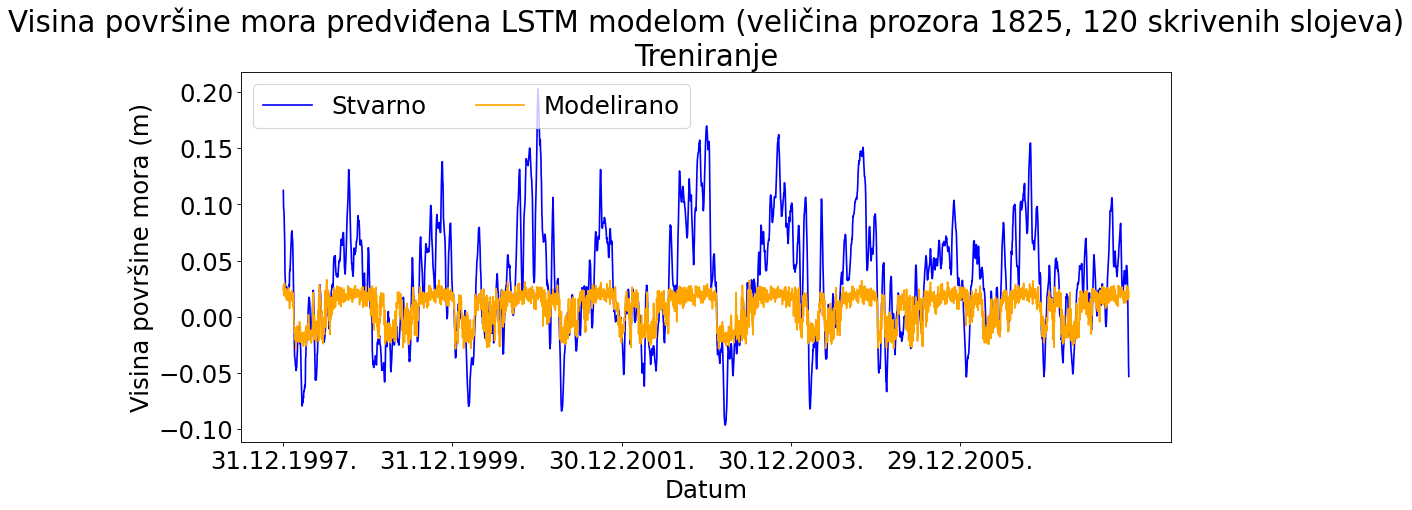 Visina površine mora predviđena LSTM modelom (veličina prozora 1825, 120 skrivenih slojeva)
Treniranje
Stvarno Modelirano
Visina površine mora (m)
0.20
0.15
0.10
0.05
0.00
−0.05
−0.10
31.12.1997. 31.12.1999. 30.12.2001. 30.12.2003. 29.12.2005.
Datum